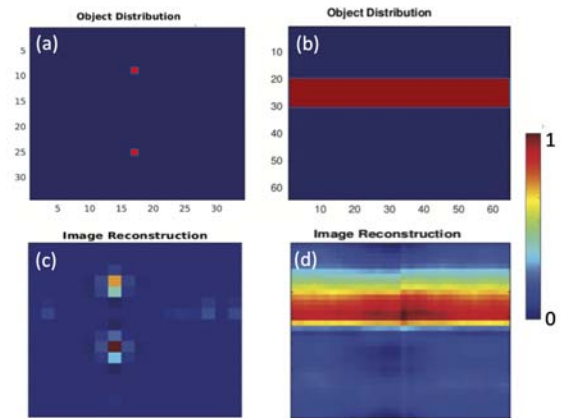 Object Distribution
(a)
5
10
15
20
25
30
5 10 15 20 25 30
Object Distribution
(b)
10
20
30
40
50
60
10 20 30 40 50 60
1
0
Image Reconstruction
(c)
Image Reconstruction
(d)